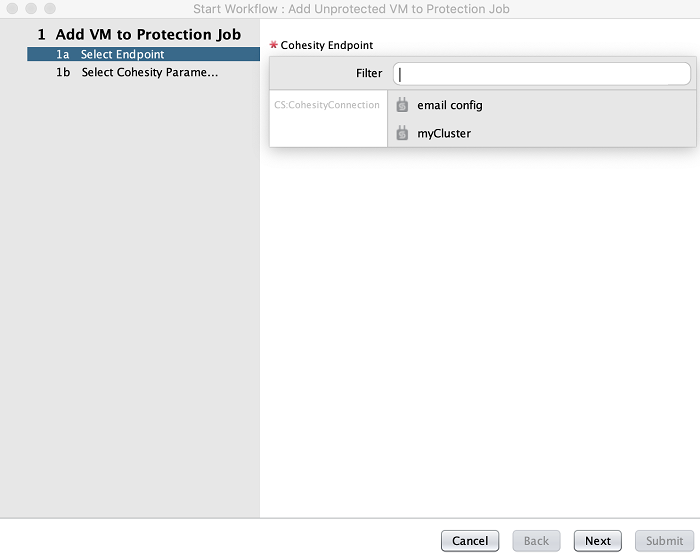 Start Workflow : Add Unprotected VM to Protection Job
1 Add VM to Protection Job
1a Select Endpoint
1b Select Cohesity Parame...
* Cohesity Endpoint
Filter
CS:CohesityConnection
email config
myCluster
Cancel Back Next Submit